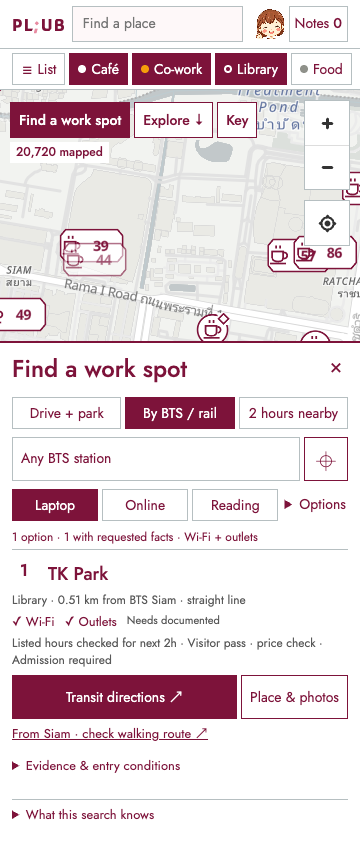 PL:UB
Find a place
Notes 0
≡ List
Café
Co-work
Library
Food
Treatment
Pond
Find a work spot
Explore ↓
Key
+
20,720 mapped
−
39
44
86
SIAM
สยาม
RATCHA
ราช
49
Rama I Road ถนนพระรามที่ 1
Find a work spot
×
Drive + park
By BTS / rail
2 hours nearby
Any BTS station
Laptop
Online
Reading
▶ Options
1 option · 1 with requested facts · Wi-Fi + outlets
1 TK Park
Library · 0.51 km from BTS Siam · straight line
✓ Wi-Fi ✓ Outlets Needs documented
Listed hours checked for next 2h · Visitor pass · price check ·
Admission required
Transit directions ↗
Place & photos
From Siam · check walking route ↗
▶ Evidence & entry conditions
▶ What this search knows